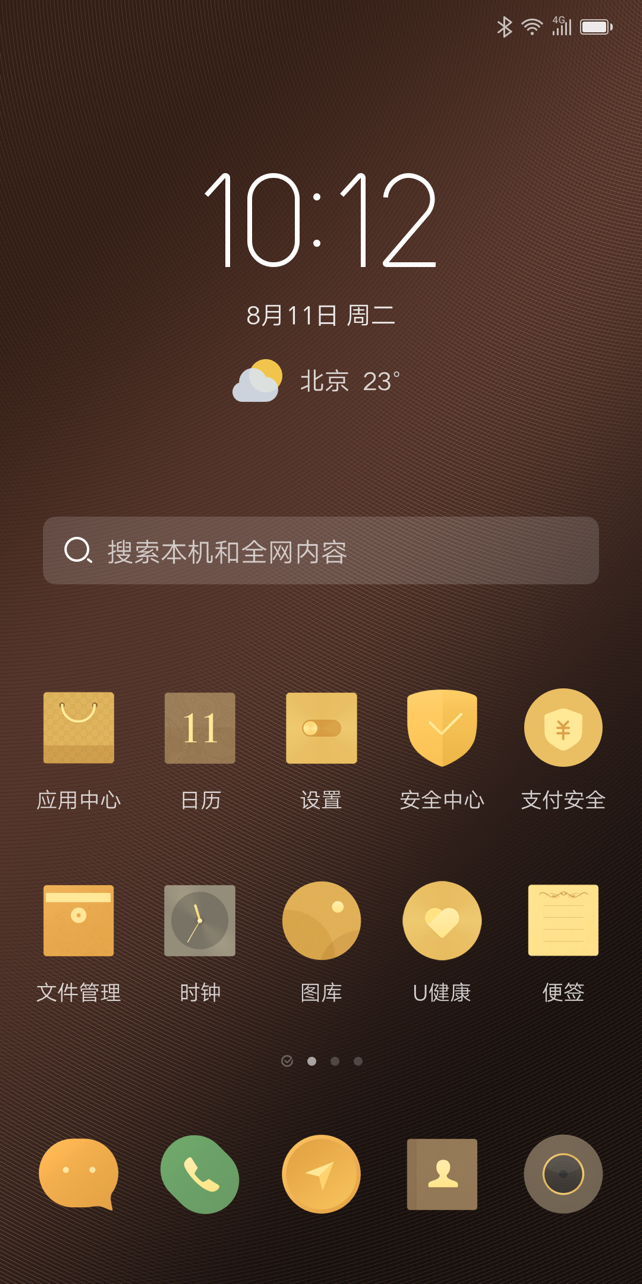 4G
10:12
8月11日 周二
北京 23°
搜索本机和全网内容
11
¥
应用中心 日历 设置 安全中心 支付安全
文件管理 时钟 图库 U健康 便签